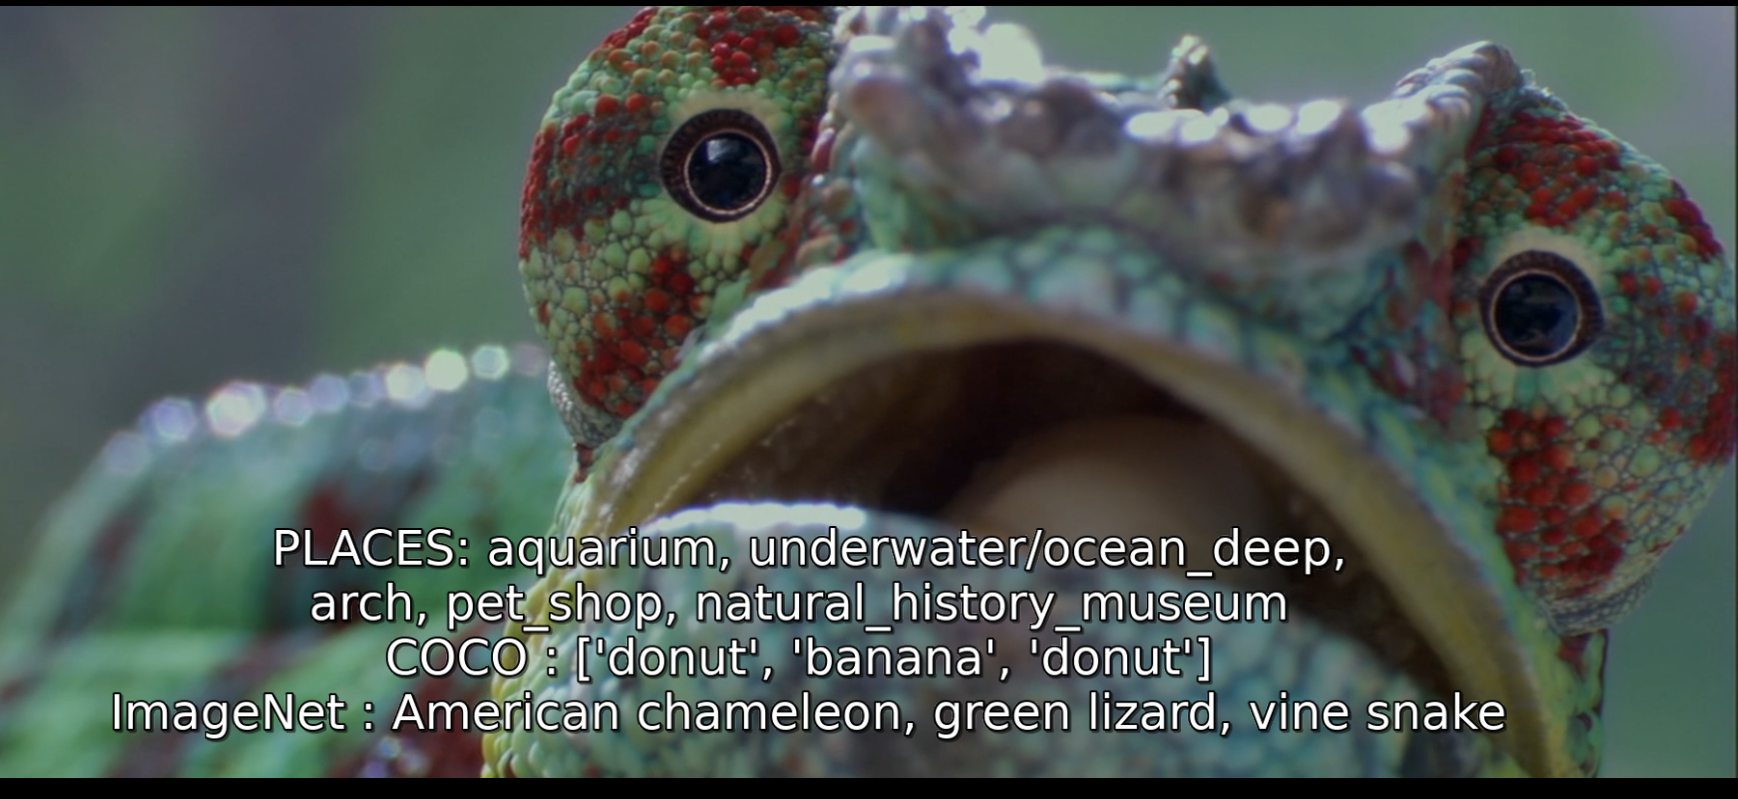 PLACES: aquarium, underwater/ocean_deep,
arch, pet_shop, natural_history_museum
COCO : ['donut', 'banana', 'donut']
ImageNet : American chameleon, green lizard, vine snake